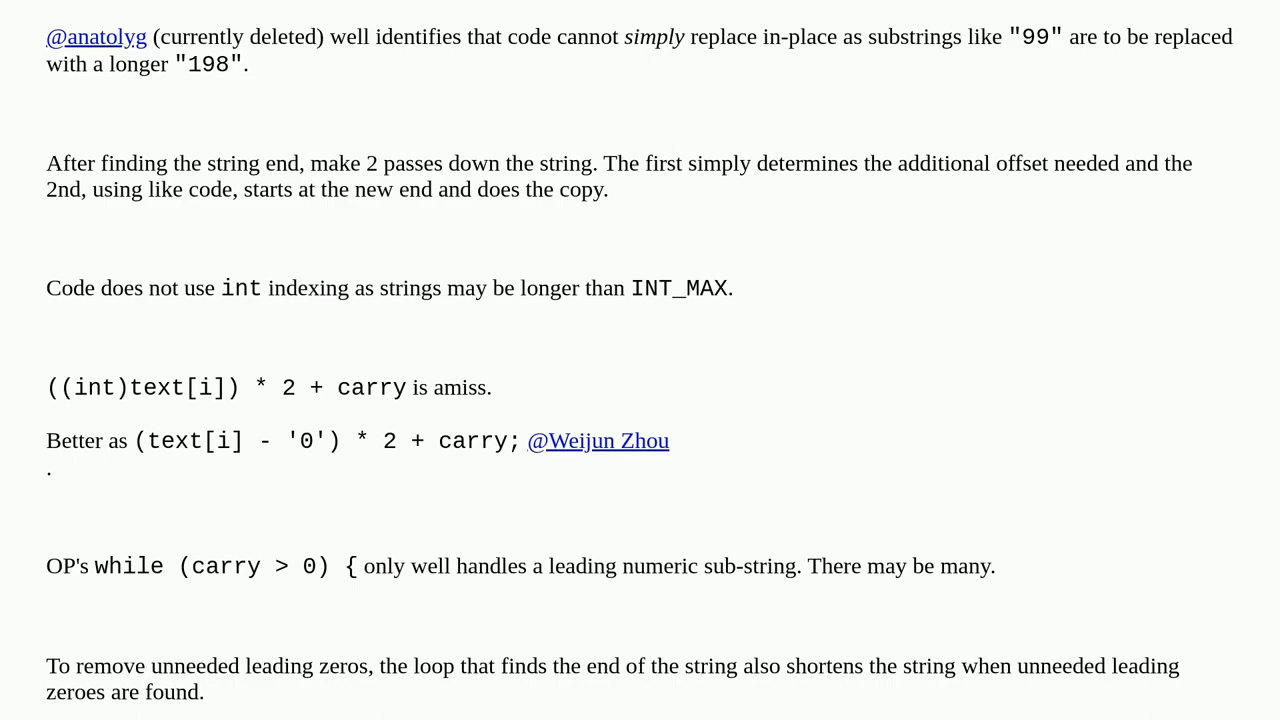 @anatolyg (currently deleted) well identifies that code cannot simply replace in-place as substrings like "99" are to be replaced
with a longer "198".
After finding the string end, make 2 passes down the string. The first simply determines the additional offset needed and the
2nd, using like code, starts at the new end and does the copy.
Code does not use int indexing as strings may be longer than INT_MAX.
((int)text[i]) * 2 + carry is amiss.
Better as (text[i] - '0') * 2 + carry; @Weijun Zhou
.
OP's while (carry > 0) { only well handles a leading numeric sub-string. There may be many.
To remove unneeded leading zeros, the loop that finds the end of the string also shortens the string when unneeded leading
zeroes are found.